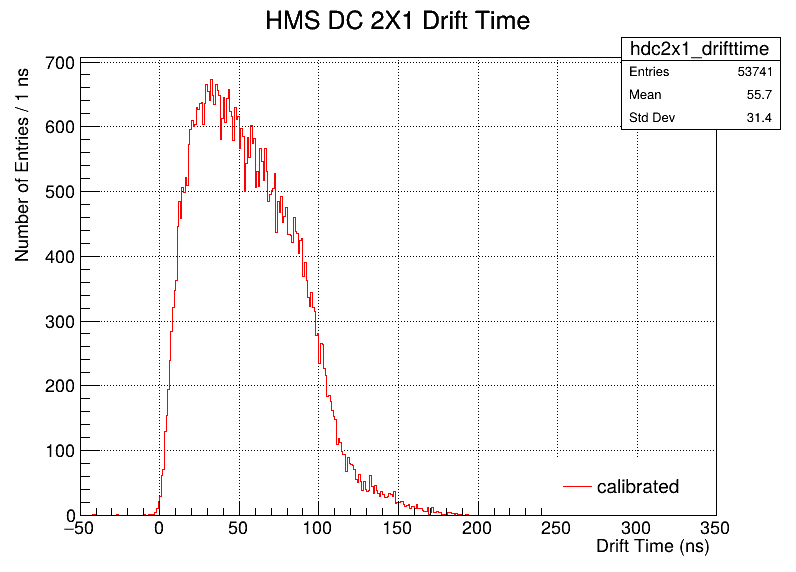 HMS DC 2X1 Drift Time
hdc2x1_drifttime
Entries 53741
Mean 55.7
Std Dev 31.4
Number of Entries / 1 ns
700
600
500
400
300
200
100
0
−50 0 50 100 150 200 250 300 350
Drift Time (ns)
calibrated